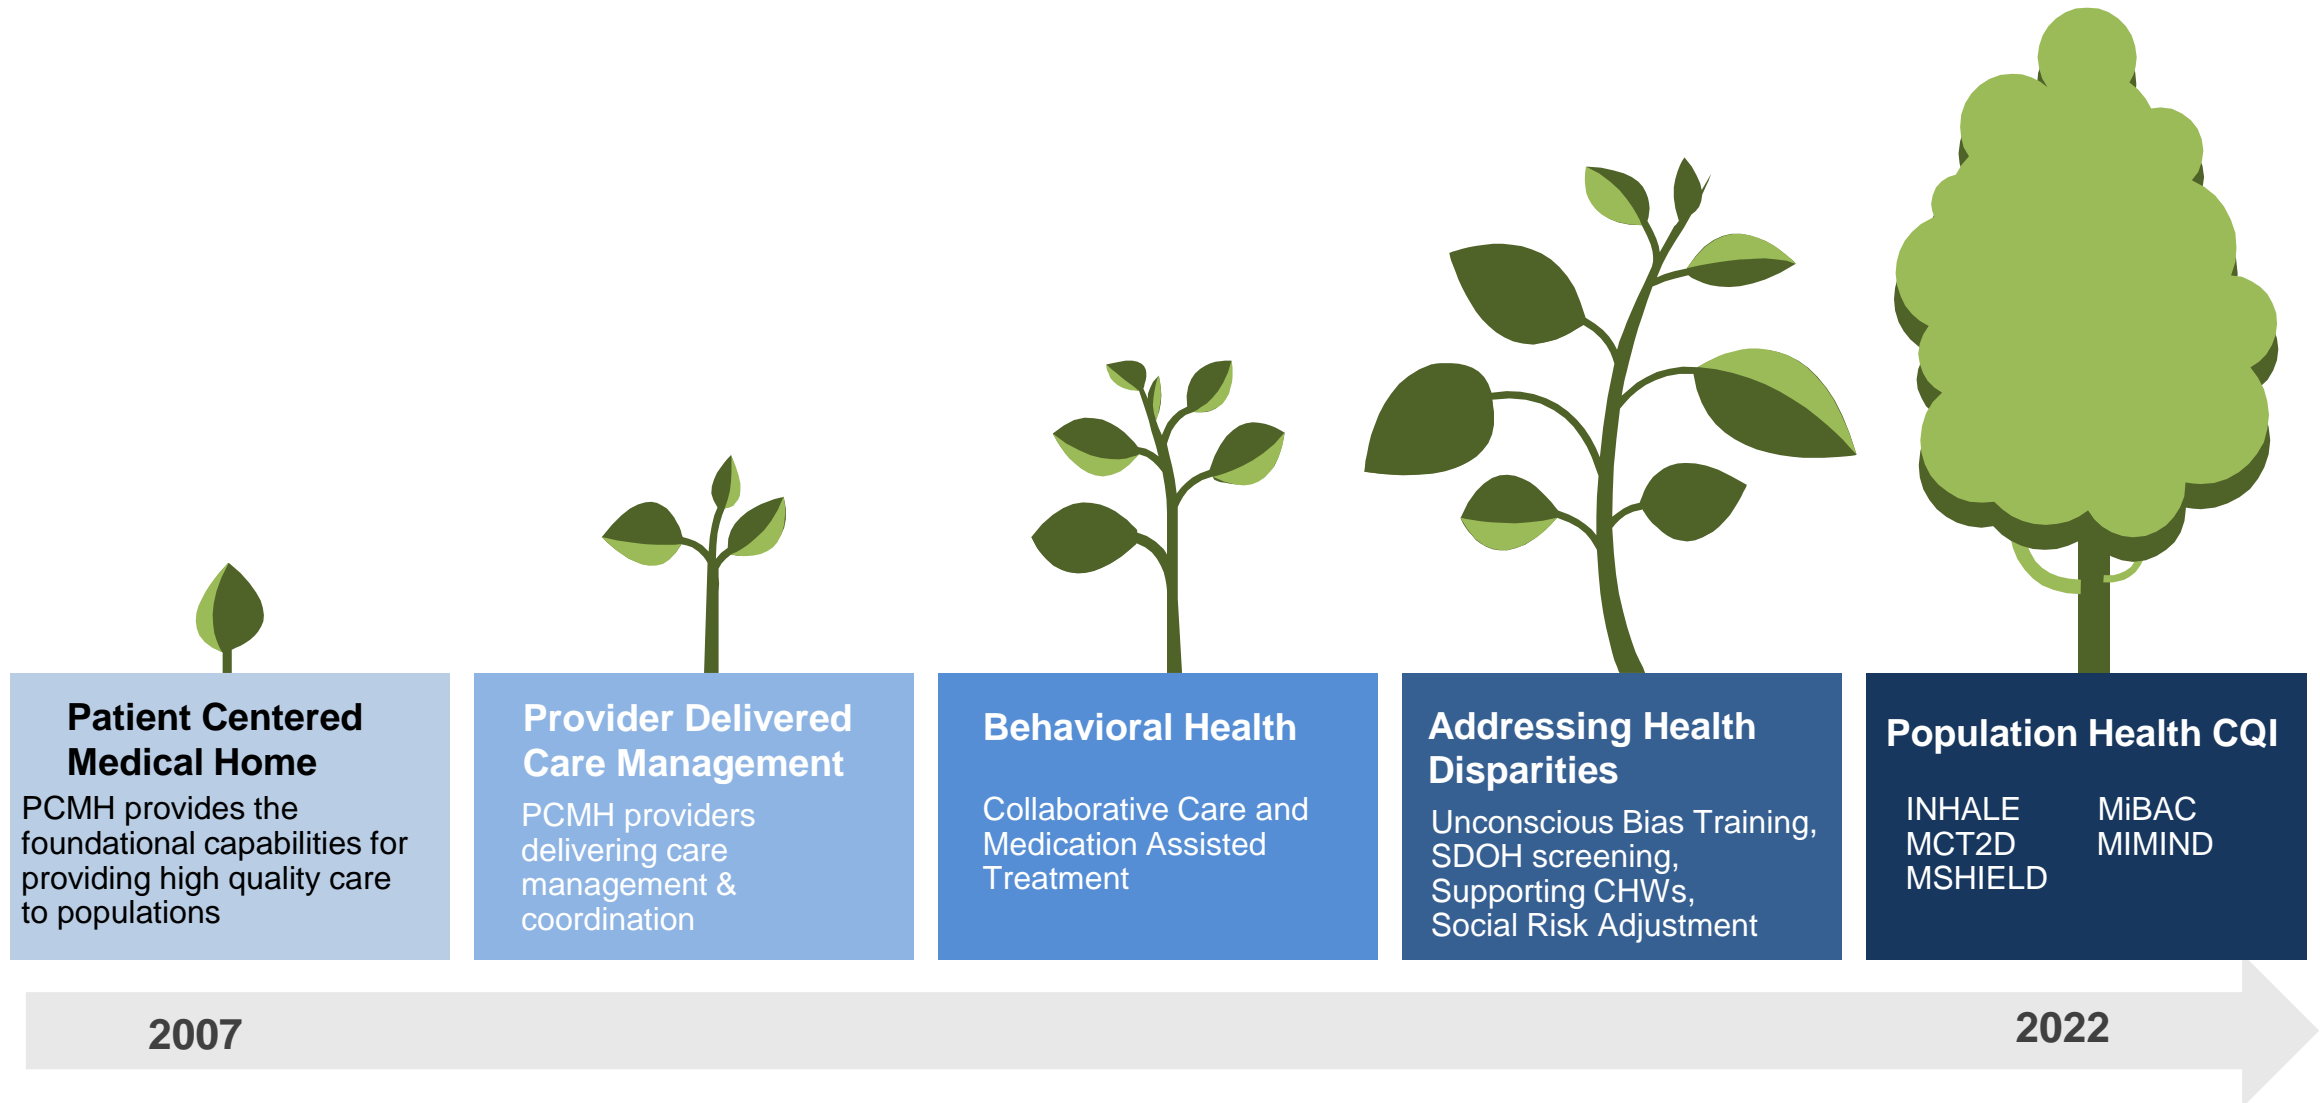 Patient Centered
Medical Home
PCMH provides the
foundational capabilities for
providing high quality care
to populations
Provider Delivered
Care Management
PCMH providers
delivering care
management &
coordination
Behavioral Health
Collaborative Care and
Medication Assisted
Treatment
Addressing Health
Disparities
Unconscious Bias Training,
SDOH screening,
Supporting CHWs,
Social Risk Adjustment
Population Health CQI
INHALE
MCT2D
MSHIELD
MiBAC
MIMIND
2007
2022